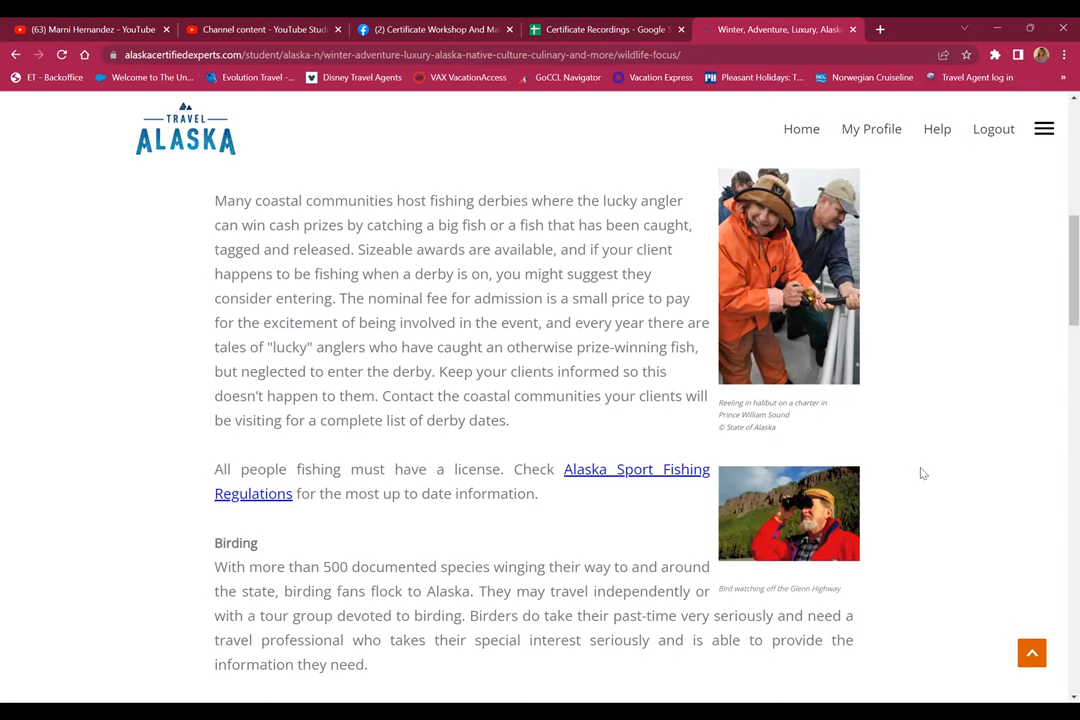 (63) Marni Hernandez - YouTube
Channel content - YouTube Stud
(2) Certificate Workshop And Ma
Certificate Recordings - Google S
Winter, Adventure, Luxury, Alaska
alaskacertifiedexperts.com/student/alaska-n/winter-adventure-luxury-alaska-native-culture-culinary-and-more/wildlife-focus/
ET - Backoffice
Welcome to The Un...
Evolution Travel -...
Disney Travel Agents
VAX VacationAccess
GoCCL Navigator
Vacation Express
Pleasant Holidays: T...
Norwegian Cruiseline
Travel Agent log in
»
TRAVEL
ALASKA
Home
My Profile
Help
Logout
Many coastal communities host fishing derbies where the lucky angler
can win cash prizes by catching a big fish or a fish that has been caught,
tagged and released. Sizeable awards are available, and if your client
happens to be fishing when a derby is on, you might suggest they
consider entering. The nominal fee for admission is a small price to pay
for the excitement of being involved in the event, and every year there are
tales of "lucky" anglers who have caught an otherwise prize-winning fish,
but neglected to enter the derby. Keep your clients informed so this
doesn't happen to them. Contact the coastal communities your clients will
be visiting for a complete list of derby dates.
Reeling in halibut on a charter in
Prince William Sound
© State of Alaska
All people fishing must have a license. Check Alaska Sport Fishing
Regulations for the most up to date information.
Birding
With more than 500 documented species winging their way to and around
the state, birding fans flock to Alaska. They may travel independently or
with a tour group devoted to birding. Birders do take their past-time very seriously and need a
travel professional who takes their special interest seriously and is able to provide the
information they need.
Bird watching off the Glenn Highway